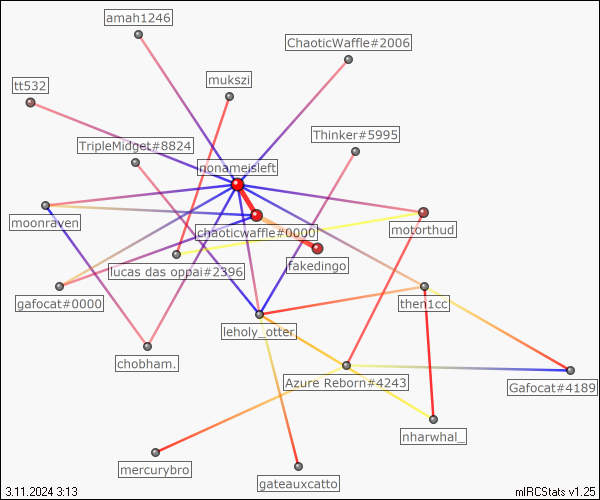 amah1246
ChaoticWaffle#2006
tt532
mukszi
Thinker#5995
TripleMidget#8824
nonameisleft
moonraven
chaoticwaffle#0000
motorthud
lucas das oppai#2396
fakedingo
gafocat#0000
then1cc
leholy_otter
chobham.
Azure Reborn#4243
Gafocat#4189
nharwhal_
mercurybro
gateauxcatto
3.11.2024 3:13
mIRCStats v1.25